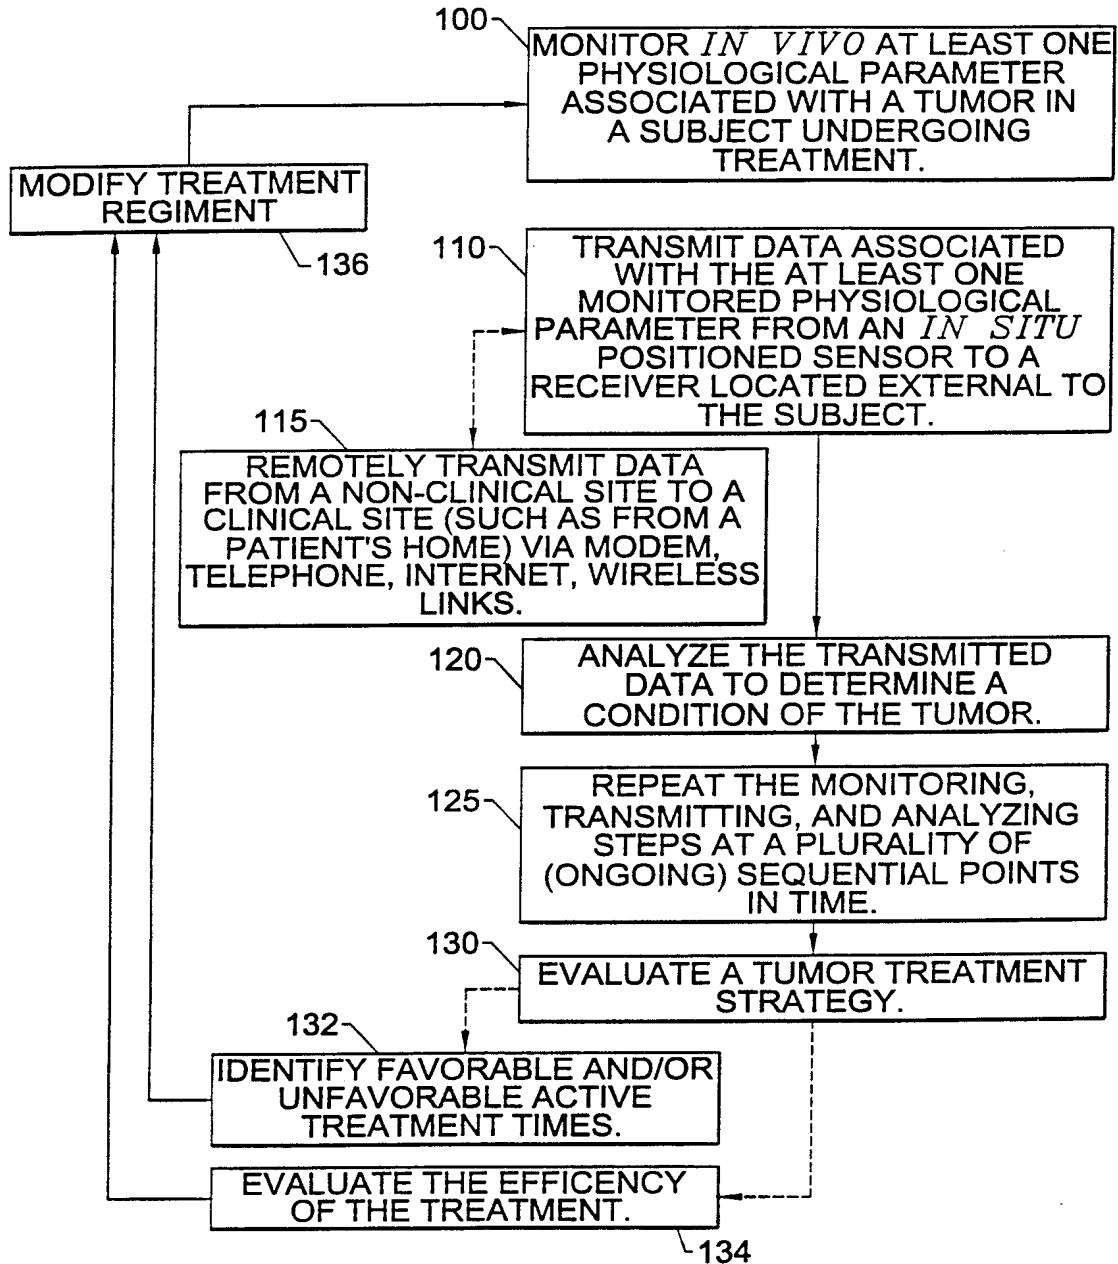 100
MONITOR IN VIVO AT LEAST ONE
PHYSIOLOGICAL PARAMETER
ASSOCIATED WITH A TUMOR IN
A SUBJECT UNDERGOING
TREATMENT.
MODIFY TREATMENT
REGIMENT
136
110
TRANSMIT DATA ASSOCIATED
WITH THE AT LEAST ONE
MONITORED PHYSIOLOGICAL
PARAMETER FROM AN IN SITU
POSITIONED SENSOR TO A
RECEIVER LOCATED EXTERNAL TO
THE SUBJECT.
115
REMOTELY TRANSMIT DATA
FROM A NON-CLINICAL SITE TO A
CLINICAL SITE (SUCH AS FROM A
PATIENT'S HOME) VIA MODEM,
TELEPHONE, INTERNET, WIRELESS
LINKS.
120
ANALYZE THE TRANSMITTED
DATA TO DETERMINE A
CONDITION OF THE TUMOR.
125
REPEAT THE MONITORING,
TRANSMITTING, AND ANALYZING
STEPS AT A PLURALITY OF
(ONGOING) SEQUENTIAL POINTS
IN TIME.
130
EVALUATE A TUMOR TREATMENT
STRATEGY.
132
IDENTIFY FAVORABLE AND/OR
UNFAVORABLE ACTIVE
TREATMENT TIMES.
EVALUATE THE EFFICENCY
OF THE TREATMENT.
134